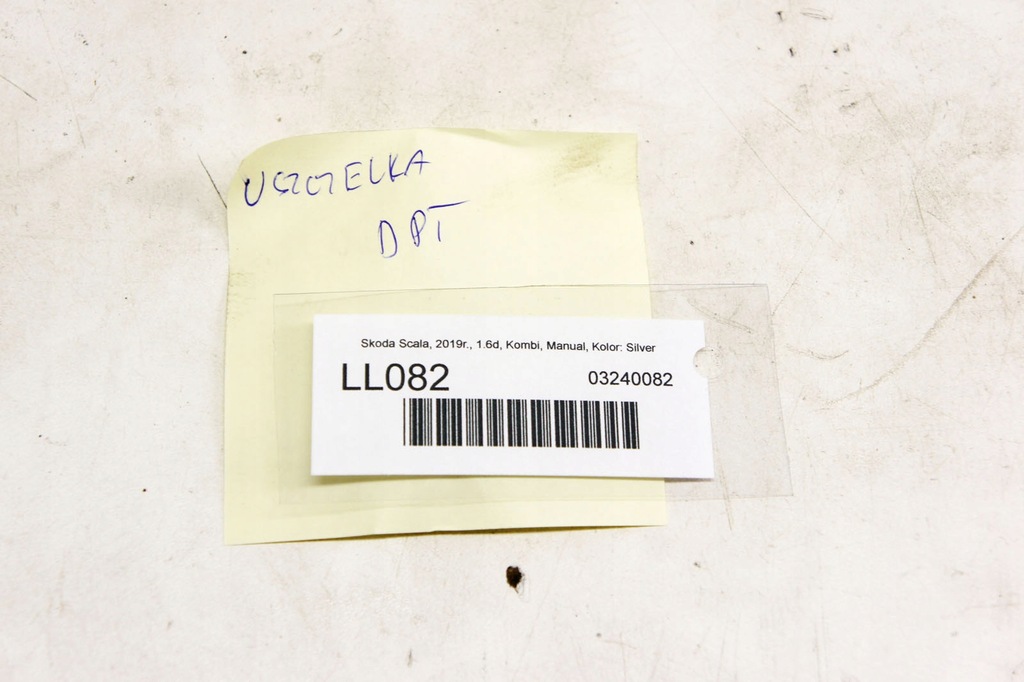 USZCZELKA
DPT
Skoda Scala, 2019r., 1.6d, Kombi, Manual, Kolor: Silver
LL082
03240082